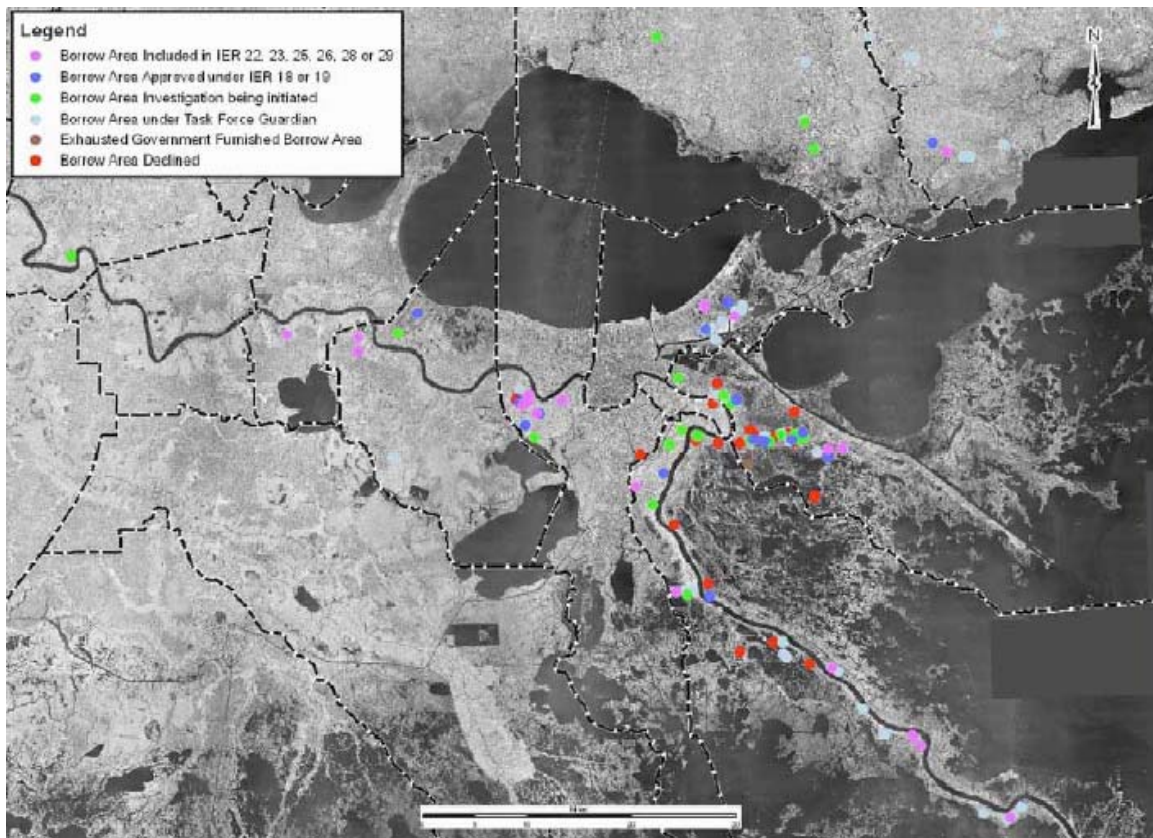 Legend
Borrow Area Included in IER 22, 23, 25, 26, 28 or 29
Borrow Area Approved under IER 18 or 19
Borrow Area Investigation being initiated
Borrow Area under Task Force Guardian
Exhausted Government Furnished Borrow Area
Borrow Area Declined
N
Miles